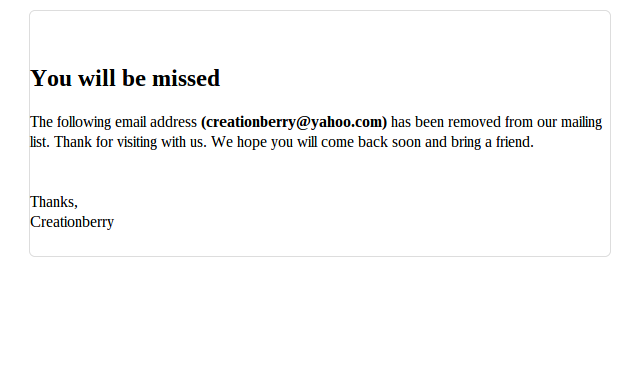 You will be missed
The following email address (creationberry@yahoo.com) has been removed from our mailing
list. Thank for visiting with us. We hope you will come back soon and bring a friend.
Thanks,
Creationberry